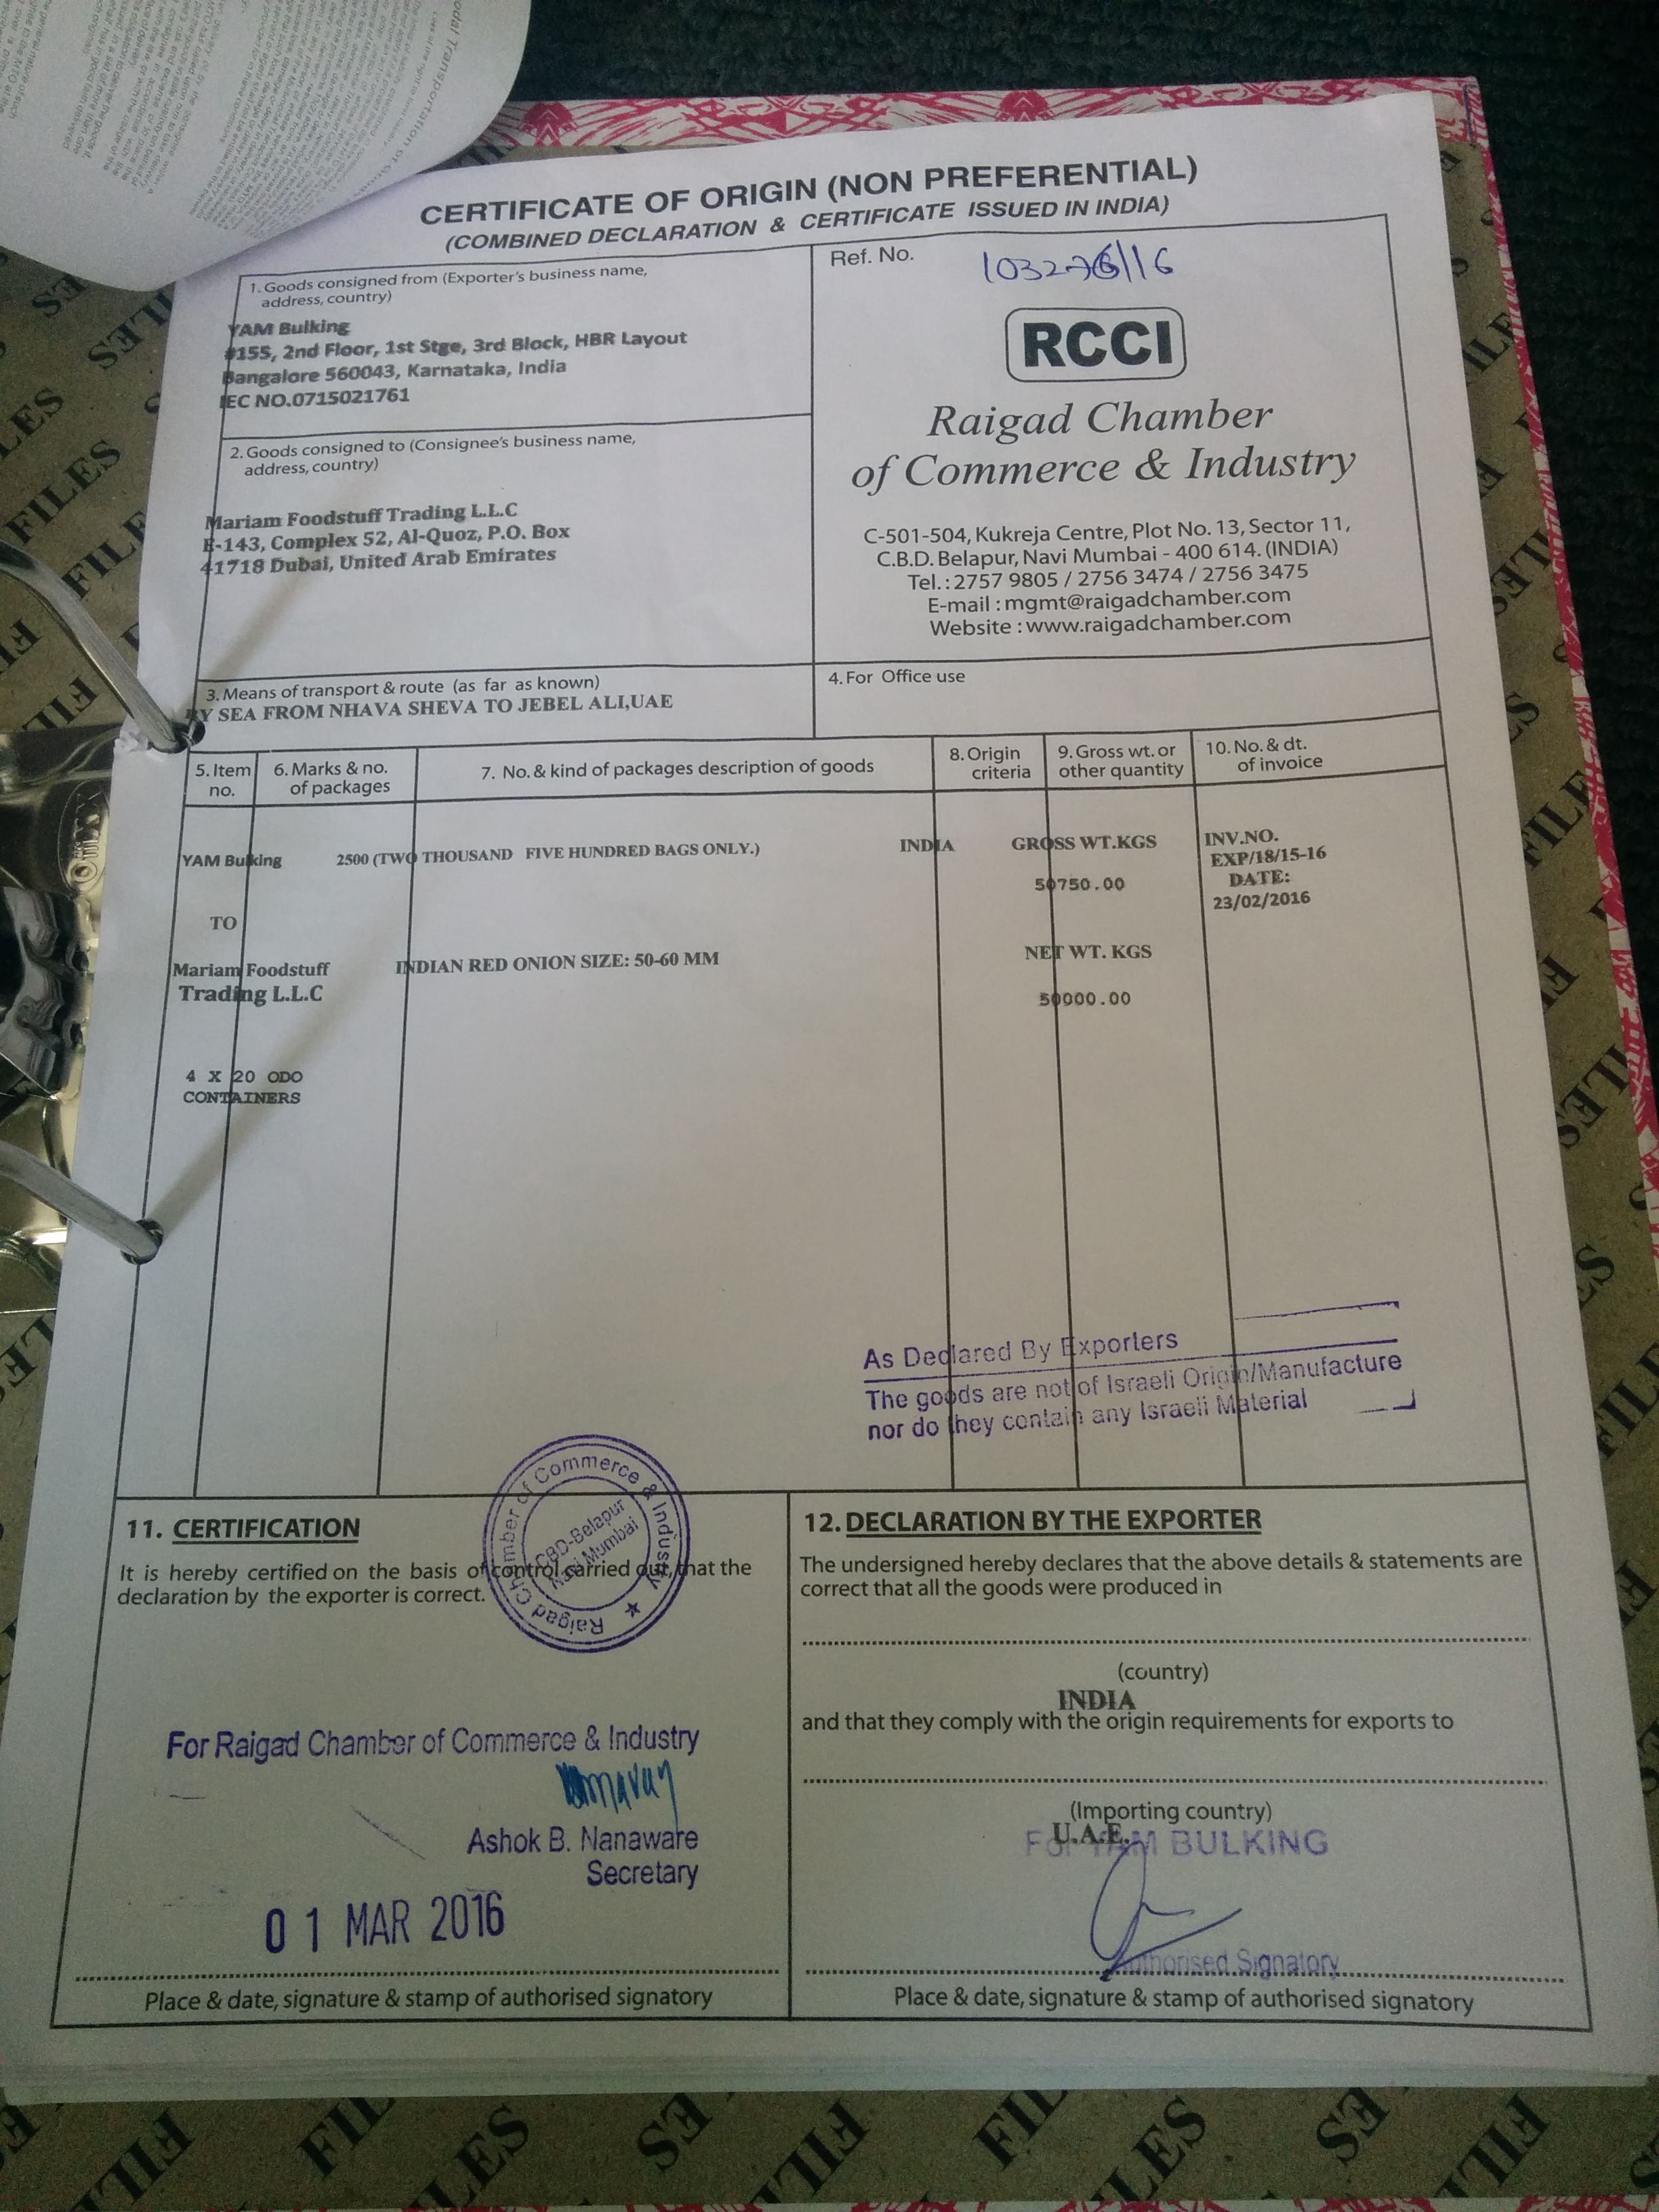 CERTIFICATE OF ORIGIN (NON PREFERENTIAL)
(COMBINED DECLARATION & CERTIFICATE ISSUED IN INDIA)
1. Goods consigned from (Exporter's business name,
address, country)
YAM Bulking
#155, 2nd Floor, 1st Stge, 3rd Block, HBR Layout
Bangalore 560043, Karnataka, India
IEC NO.0715021761
Ref. No.
RCCI
Raigad Chamber
of Commerce & Industry
C-501-504, Kukreja Centre, Plot No. 13, Sector 11,
C.B.D. Belapur, Navi Mumbai - 400 614. (INDIA)
Tel. : 2757 9805 / 2756 3474 / 2756 3475
E-mail : mgmt@raigadchamber.com
Website : www.raigadchamber.com
2. Goods consigned to (Consignee's business name,
address, country)
Mariam Foodstuff Trading L.L.C
E-143, Complex 52, Al-Quoz, P.O. Box
41718 Dubai, United Arab Emirates
3. Means of transport & route (as far as known)
BY SEA FROM NHAVA SHEVA TO JEBEL ALI,UAE
4. For Office use
5. Item
no.
6. Marks & no.
of packages
7. No. & kind of packages description of goods
8. Origin
criteria
9. Gross wt. or
other quantity
10. No. & dt.
of invoice
YAM Bulking
TO
Mariam Foodstuff
Trading L.L.C
4 X 20 ODO
CONTAINERS
2500 (TWO THOUSAND FIVE HUNDRED BAGS ONLY.)
INDIAN RED ONION SIZE: 50-60 MM
INDIA
GROSS WT.KGS
50750.00
NET WT. KGS
50000.00
INV.NO.
EXP/18/15-16
DATE:
23/02/2016
As Declared By Exporters
The goods are not of Israeli Origin/Manufacture
nor do they contain any Israeli Material
11. CERTIFICATION
It is hereby certified on the basis of control carried out, that the
declaration by the exporter is correct.
Raigad Chamber of Commerce & Industry
CBD-Belapur
Navi Mumbai
For Raigad Chamber of Commerce & Industry
Ashok B. Nanaware
Secretary
01 MAR 2016
Place & date, signature & stamp of authorised signatory
12. DECLARATION BY THE EXPORTER
The undersigned hereby declares that the above details & statements are
correct that all the goods were produced in
(country)
INDIA
and that they comply with the origin requirements for exports to
(Importing country)
U.A.E.
For YAM BULKING
Authorised Signatory
Place & date, signature & stamp of authorised signatory
FILES
FILES
FILES
FILES